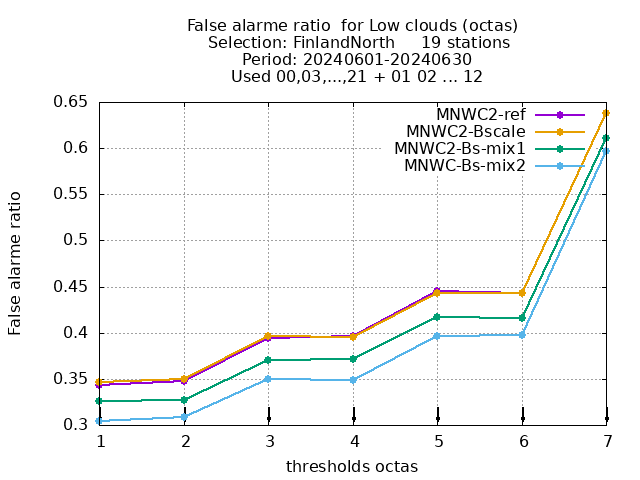 False alarme ratio  for Low clouds (octas)
Selection: FinlandNorth     19 stations
Period: 20240601-20240630
Used 00,03,...,21 + 01 02 ... 12
MNWC2-ref
MNWC2-Bscale
MNWC2-Bs-mix1
MNWC-Bs-mix2
False alarme ratio
0.65
0.6
0.55
0.5
0.45
0.4
0.35
0.3
1 2 3 4 5 6 7
thresholds octas